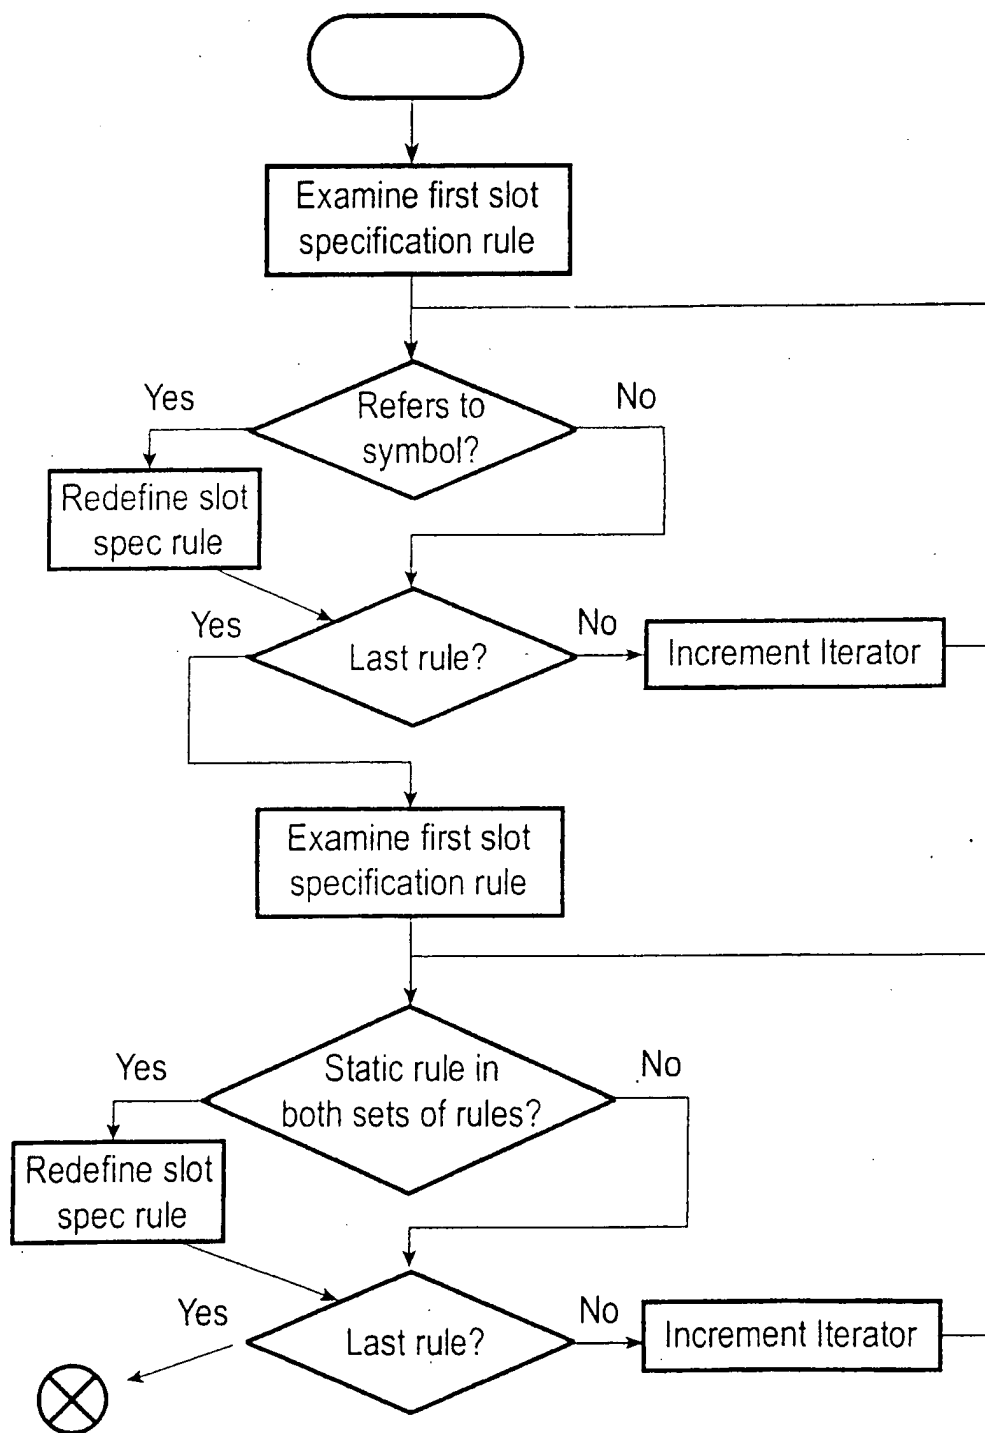 Examine first slot
specification rule
Yes
Refers to
symbol?
No
Redefine slot
spec rule
Yes
Last rule?
No
Increment Iterator
Examine first slot
specification rule
Yes
Static rule in
both sets of rules?
No
Redefine slot
spec rule
Yes
Last rule?
No
Increment Iterator